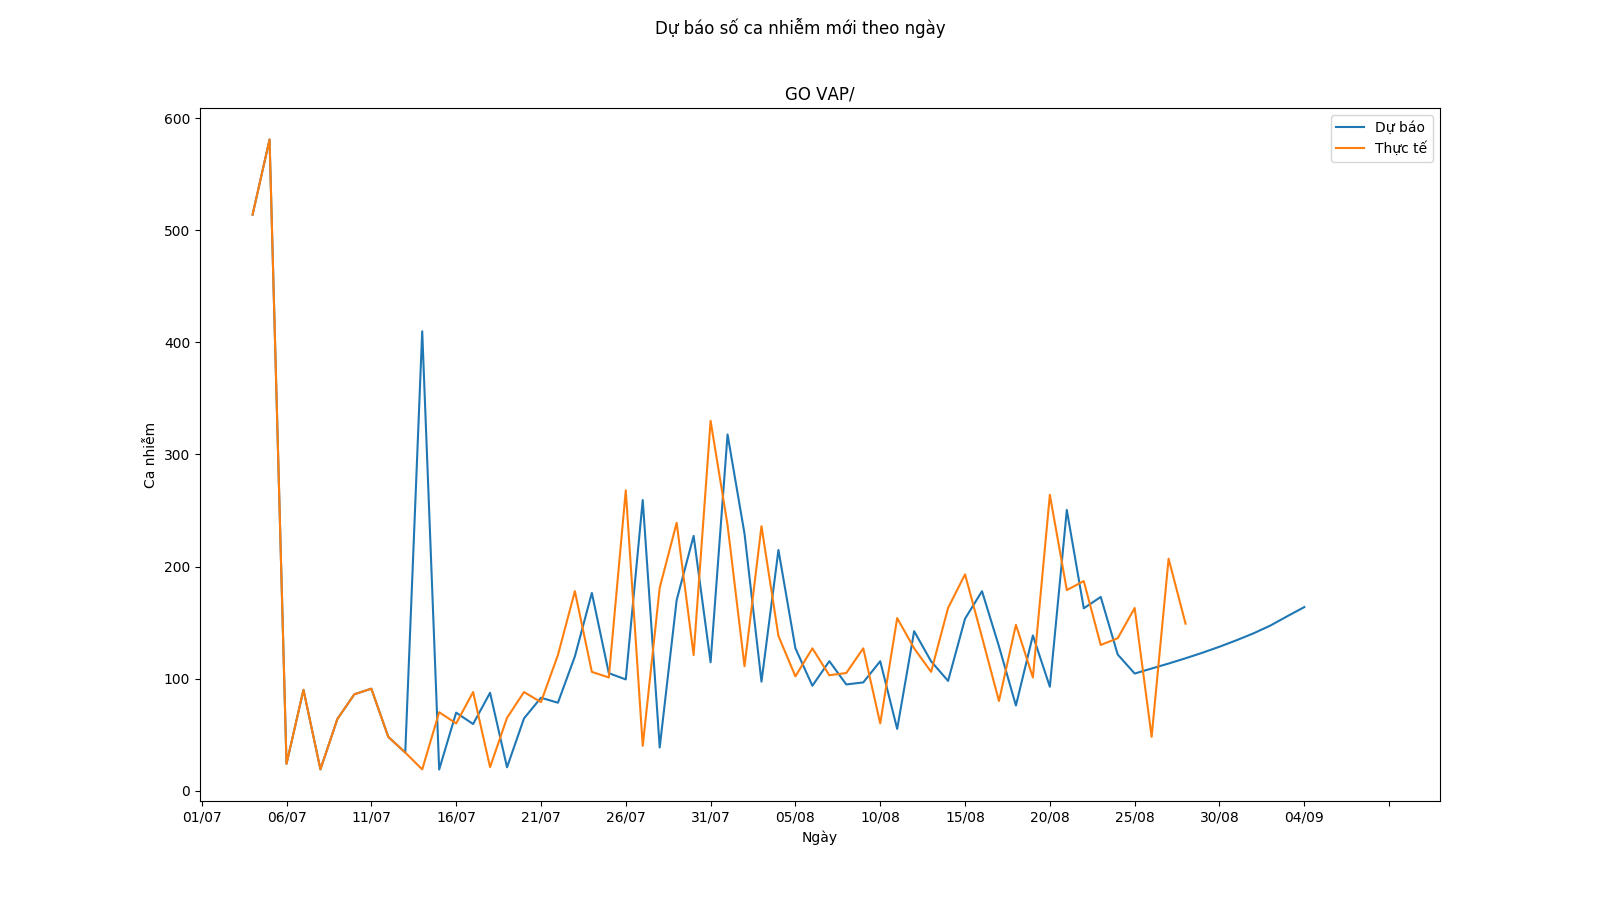 Dự báo số ca nhiễm mới theo ngày
GO VAP/
Dự báo
Thực tế
600
500
400
300
200
100
0
Ca nhiễm
01/07 06/07 11/07 16/07 21/07 26/07 31/07 05/08 10/08 15/08 20/08 25/08 30/08 04/09
Ngày